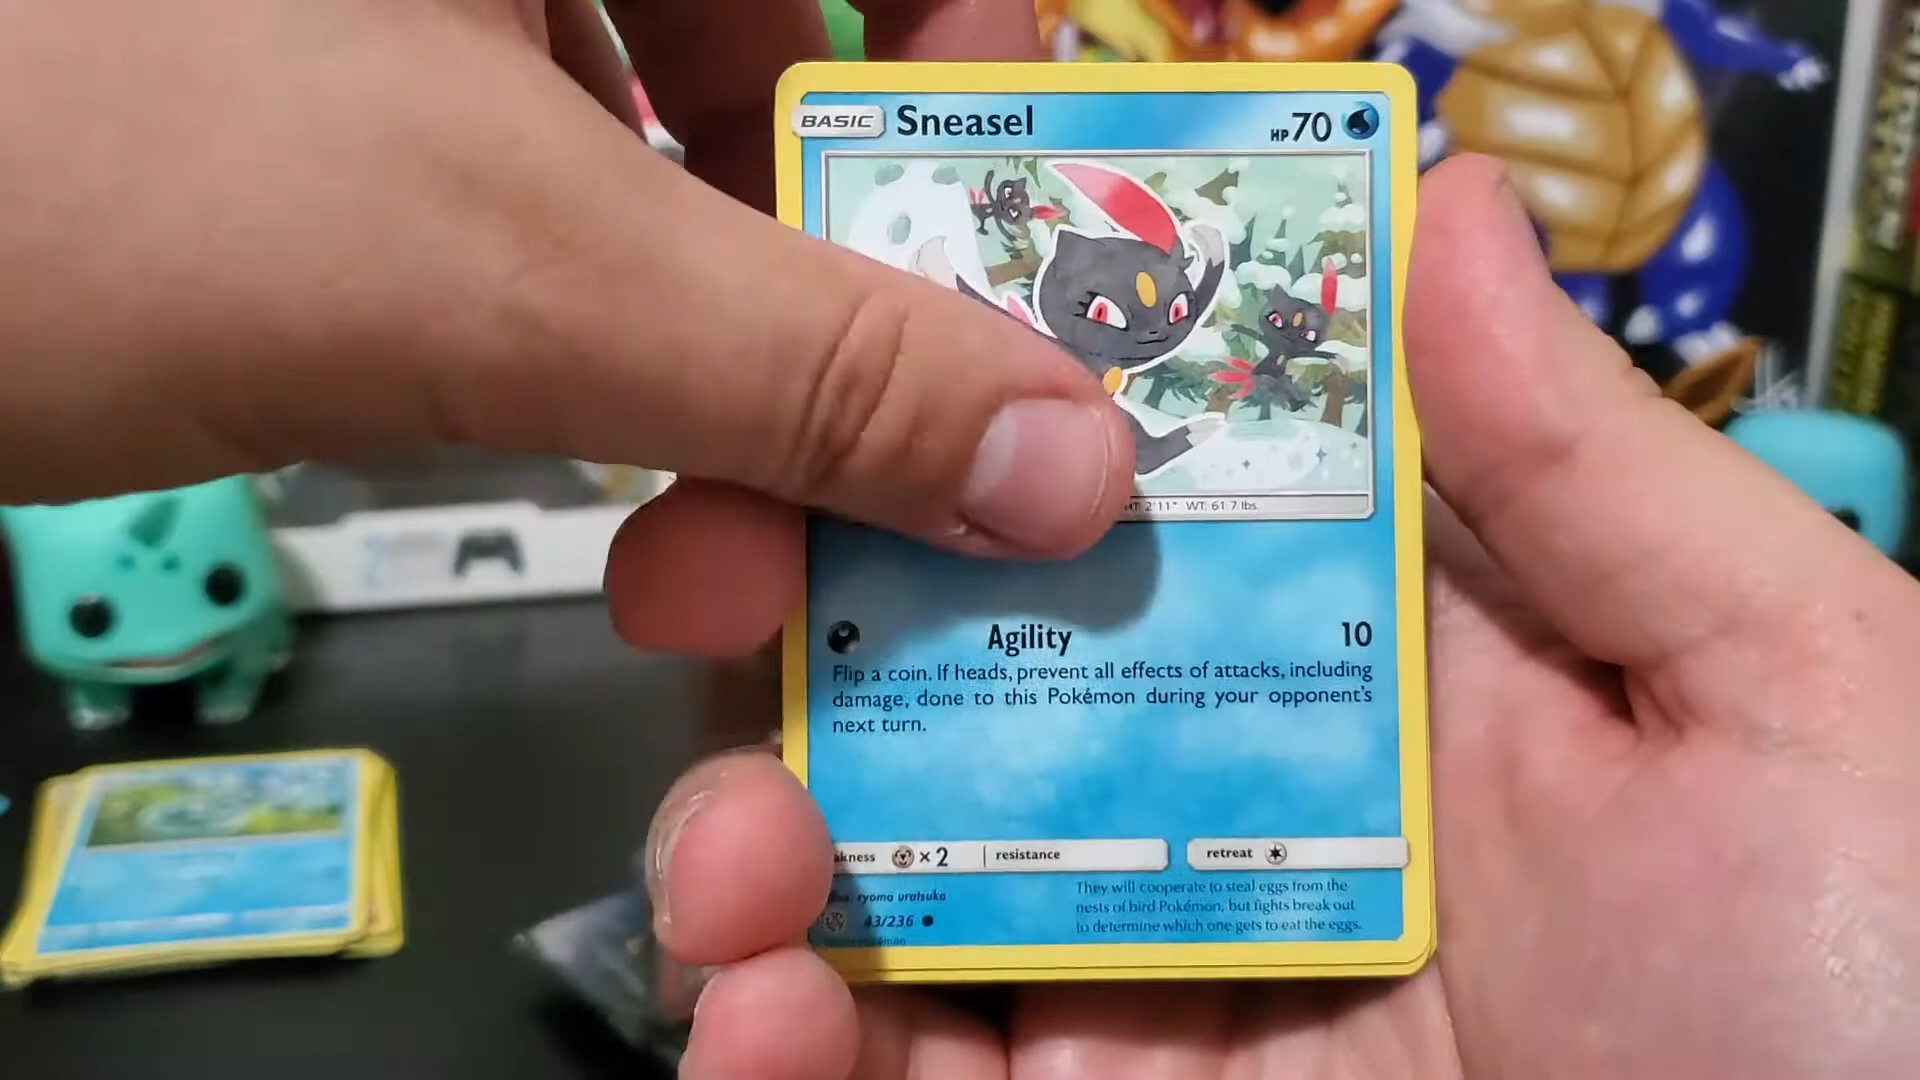 BASIC Sneasel HP 70
HT: 2'11" WT: 61.7 lbs.
Agility 10
Flip a coin. If heads, prevent all effects of attacks, including
damage, done to this Pokémon during your opponent's
next turn.
akness ×2 resistance retreat
ryoma uratsuka
43/236
They will cooperate to steal eggs from the
nests of bird Pokémon, but fights break out
to determine which one gets to eat the eggs.